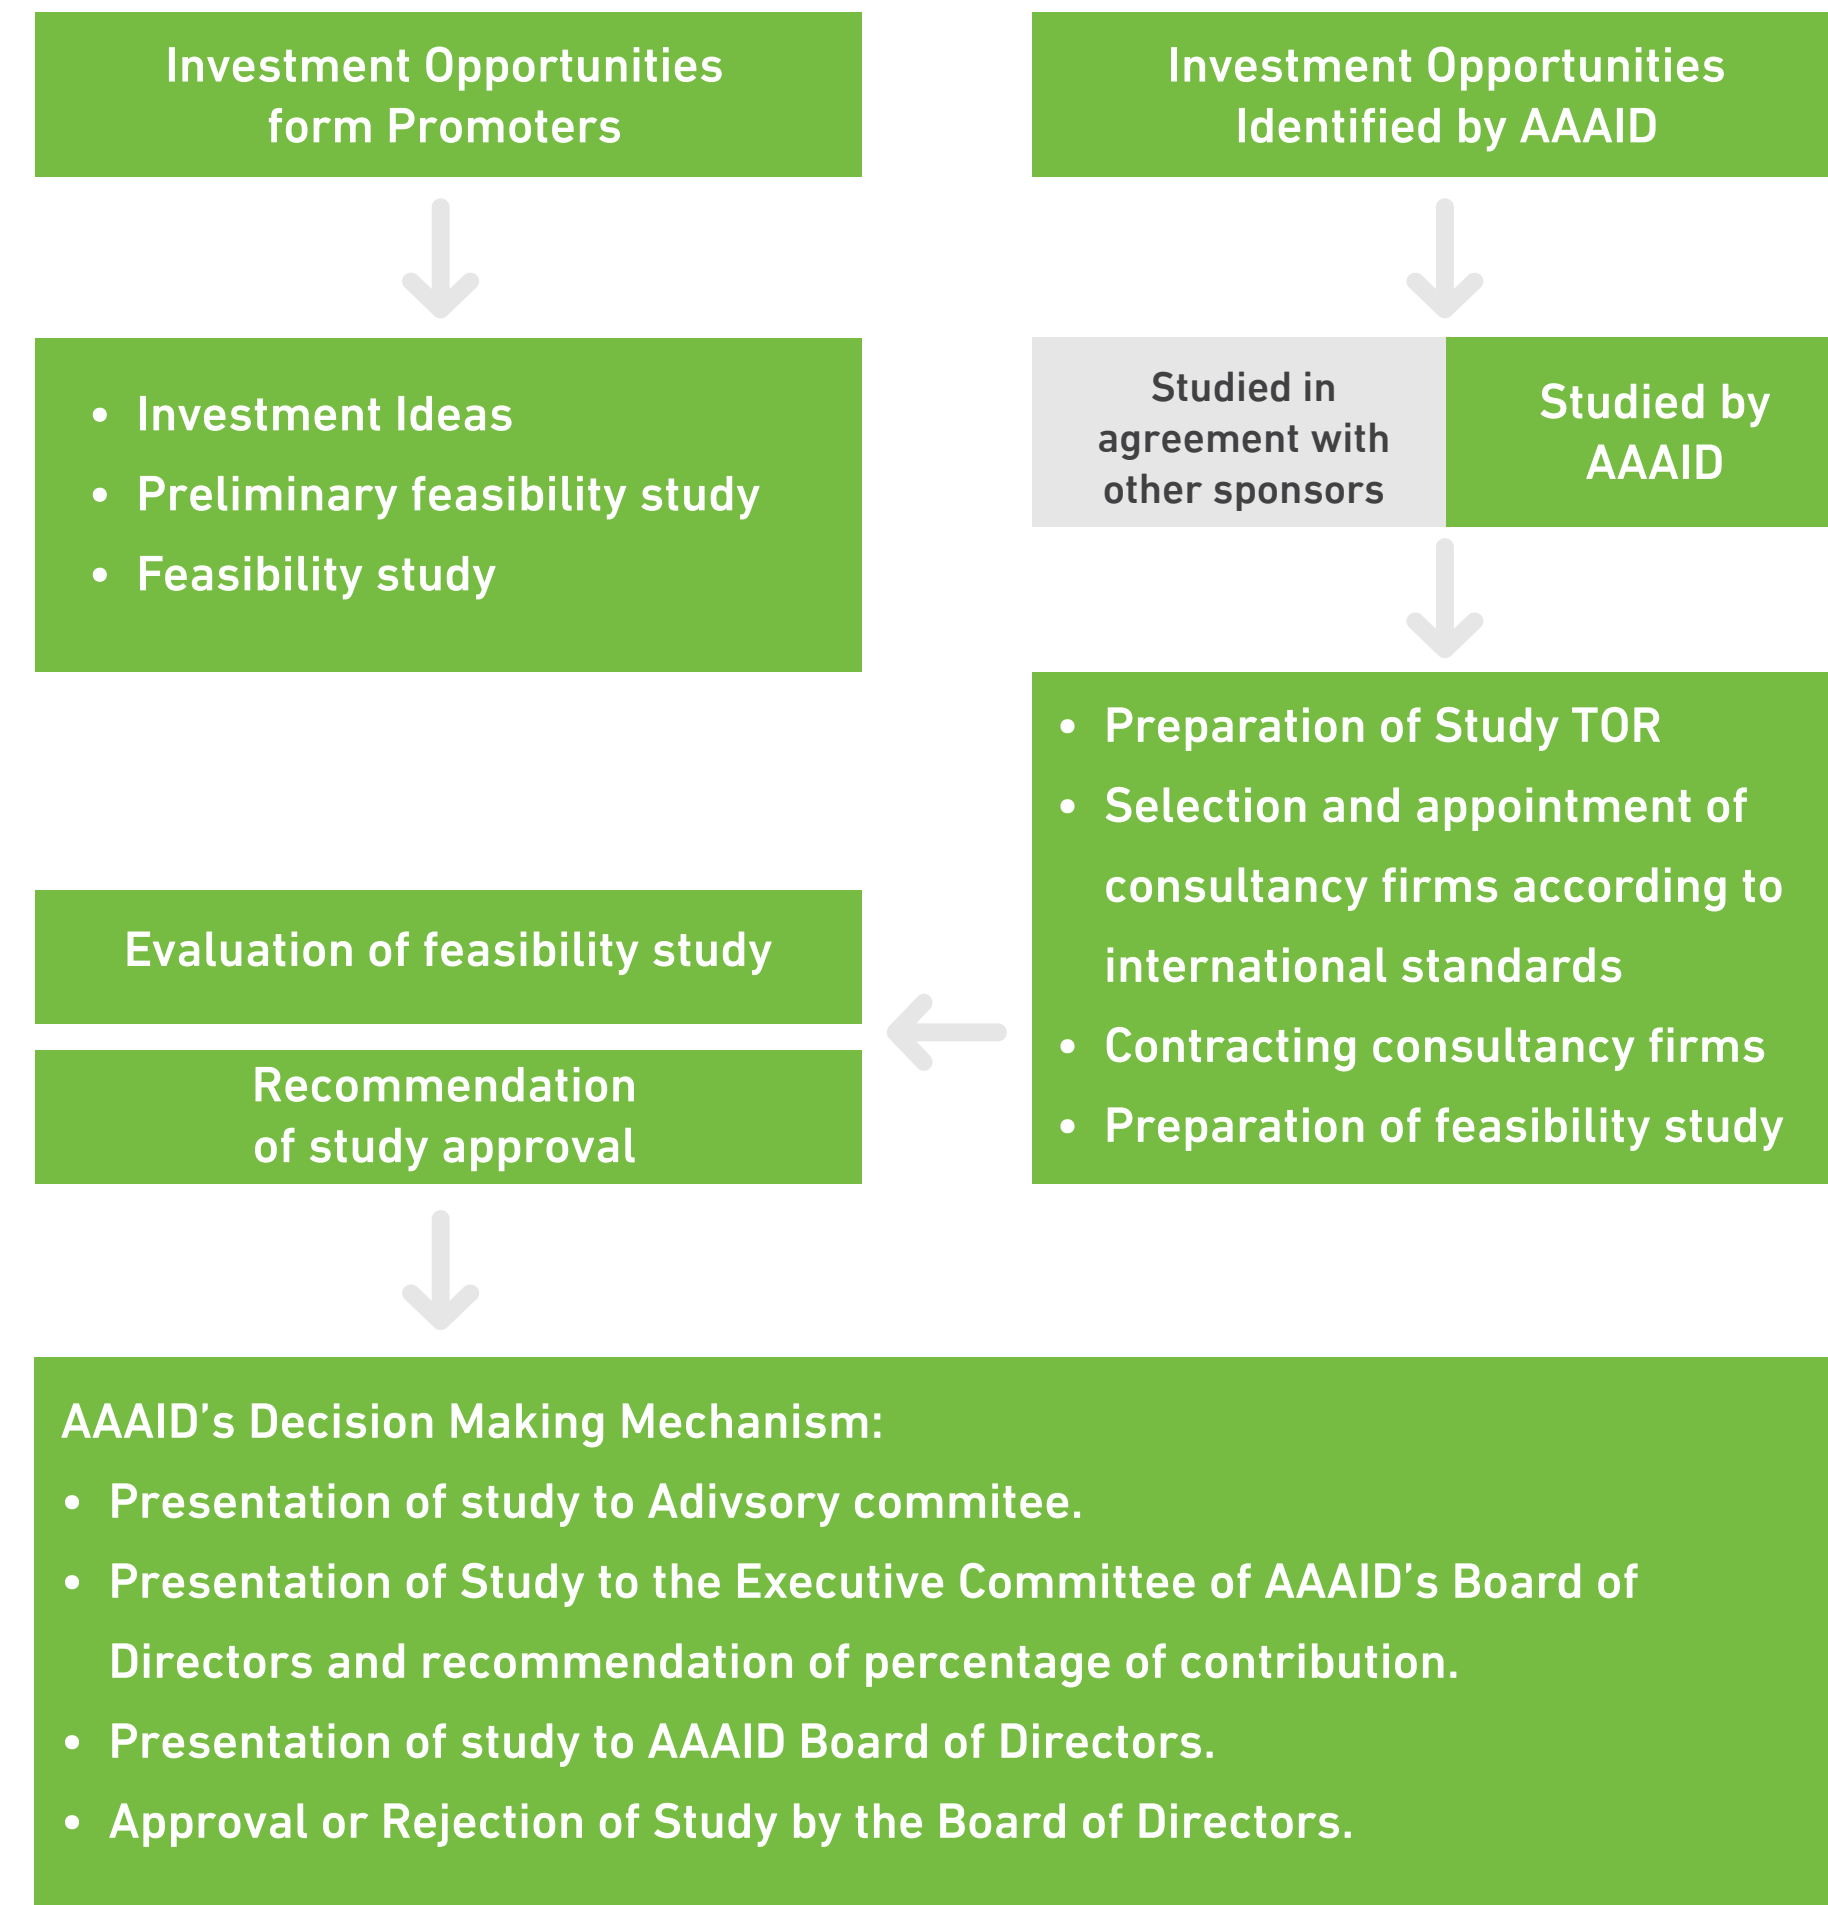 Investment Opportunities
form Promoters
Investment Opportunities
Identified by AAAID
• Investment Ideas
• Preliminary feasibility study
• Feasibility study
Studied in
agreement with
other sponsors
Studied by
AAAID
• Preparation of Study TOR
• Selection and appointment of
consultancy firms according to
international standards
• Contracting consultancy firms
• Preparation of feasibility study
Evaluation of feasibility study
Recommendation
of study approval
AAAID’s Decision Making Mechanism:
• Presentation of study to Adivsory commitee.
• Presentation of Study to the Executive Committee of AAAID’s Board of
Directors and recommendation of percentage of contribution.
• Presentation of study to AAAID Board of Directors.
• Approval or Rejection of Study by the Board of Directors.